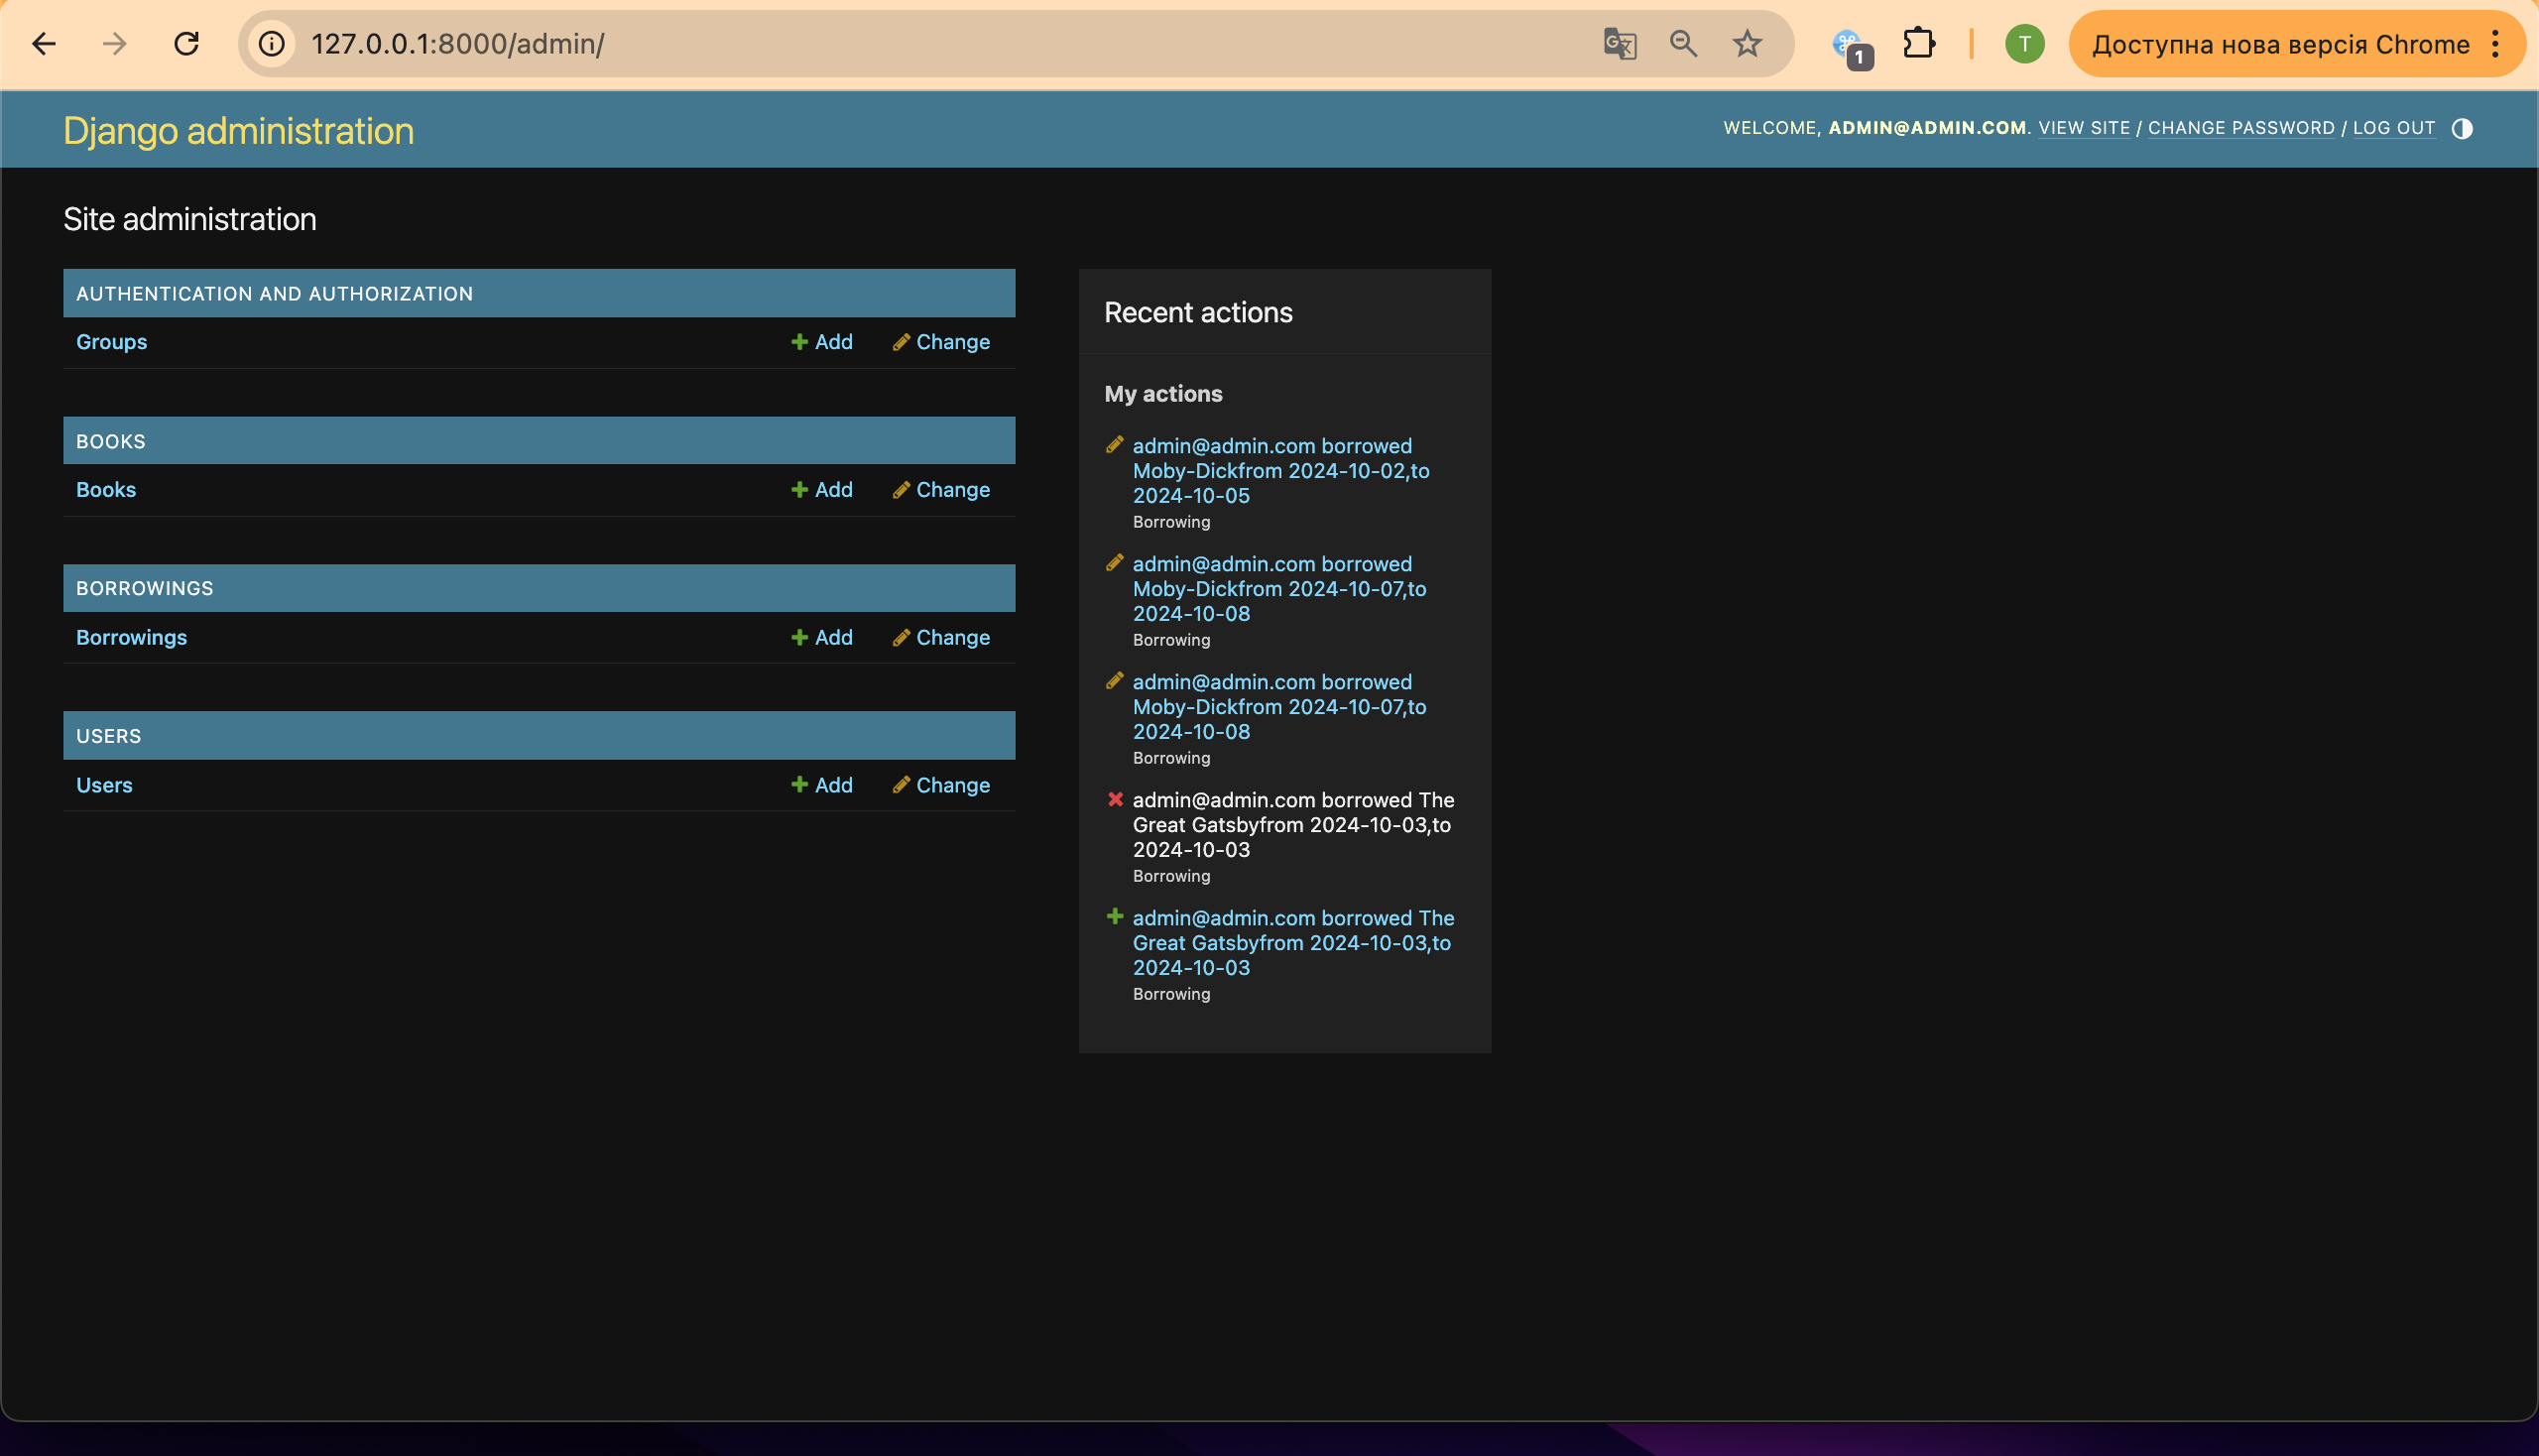 127.0.0.1:8000/admin/
1
T
Доступна нова версія Chrome
Django administration
WELCOME, ADMIN@ADMIN.COM. VIEW SITE / CHANGE PASSWORD / LOG OUT
Site administration
AUTHENTICATION AND AUTHORIZATION
Groups Add Change
BOOKS
Books Add Change
BORROWINGS
Borrowings Add Change
USERS
Users Add Change
Recent actions
My actions
admin@admin.com borrowed
Moby-Dickfrom 2024-10-02,to
2024-10-05
Borrowing
admin@admin.com borrowed
Moby-Dickfrom 2024-10-07,to
2024-10-08
Borrowing
admin@admin.com borrowed
Moby-Dickfrom 2024-10-07,to
2024-10-08
Borrowing
admin@admin.com borrowed The
Great Gatsbyfrom 2024-10-03,to
2024-10-03
Borrowing
admin@admin.com borrowed The
Great Gatsbyfrom 2024-10-03,to
2024-10-03
Borrowing